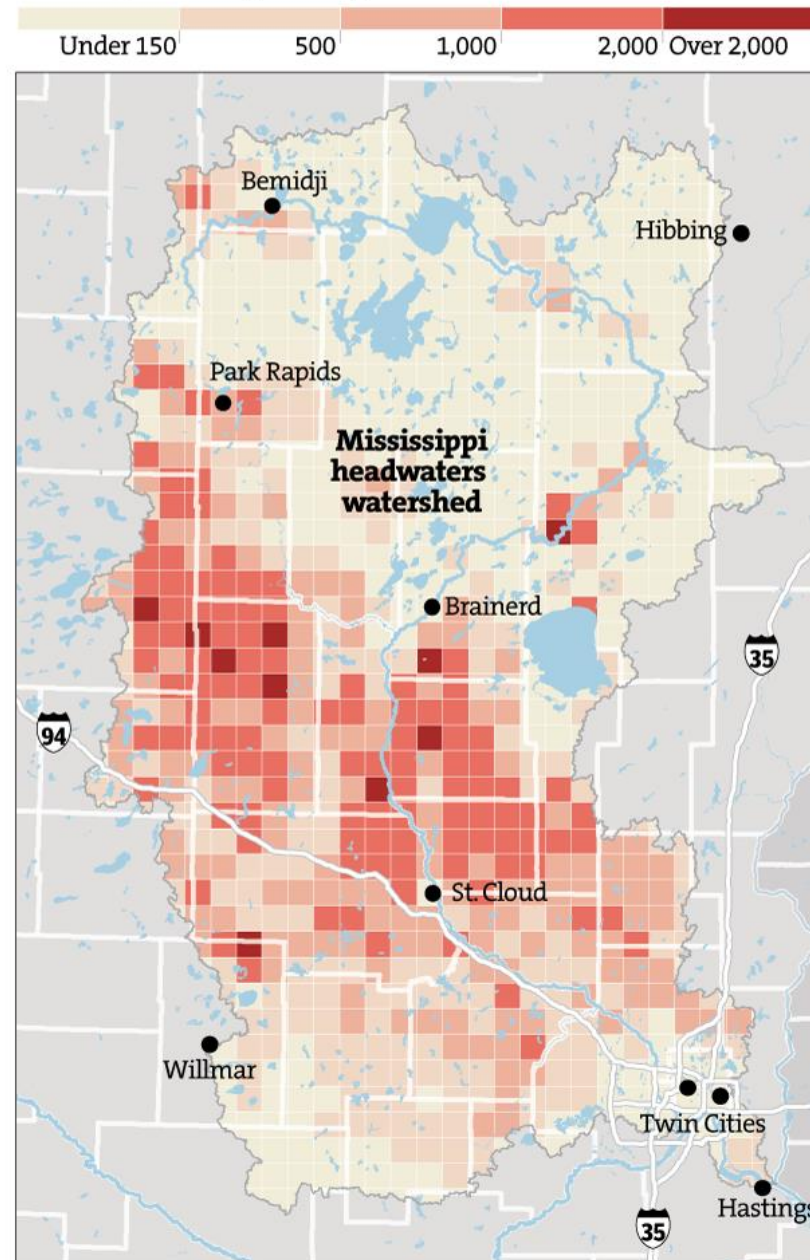 Under 150 500 1,000 2,000 Over 2,000
Bemidji
Hibbing
Park Rapids
Mississippi
headwaters
watershed
Brainerd
35
94
St. Cloud
Willmar
Twin Cities
Hastings
35